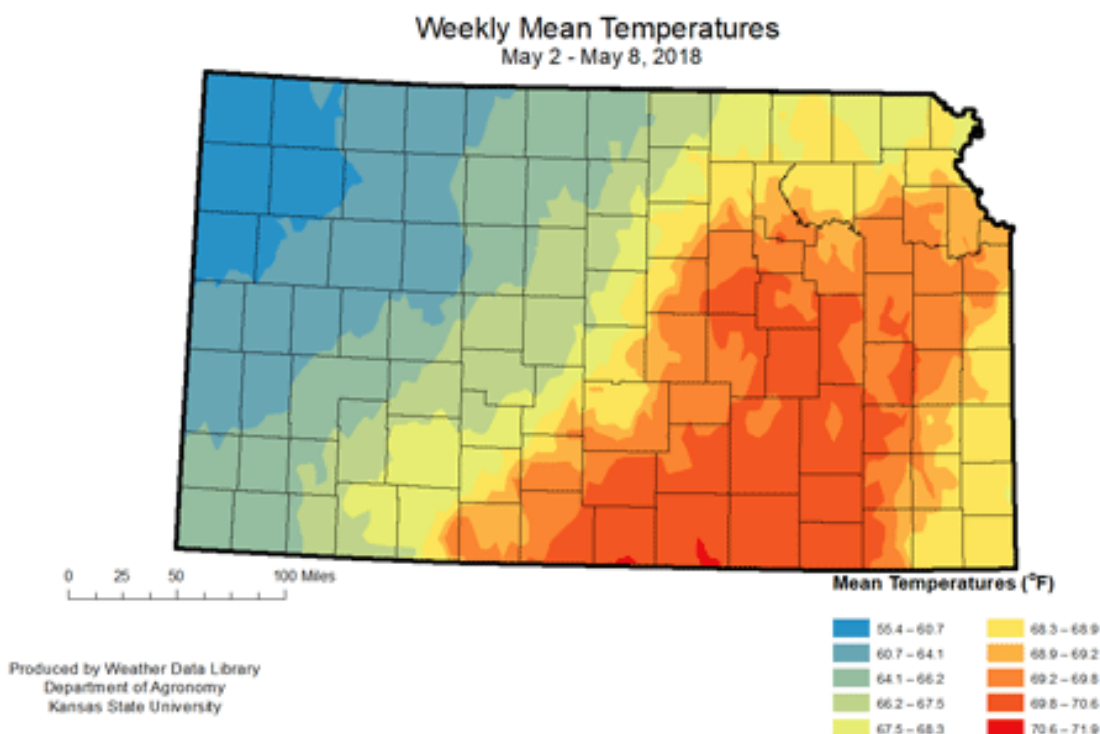 Weekly Mean Temperatures
May 2 - May 8, 2018
0 25 50 100 Miles
Produced by Weather Data Library
Department of Agronomy
Kansas State University
Mean Temperatures (°F)
55.4 – 60.7
60.7 – 64.1
64.1 – 66.2
66.2 – 67.5
67.5 – 68.3
68.3 – 68.9
68.9 – 69.2
69.2 – 69.8
69.8 – 70.6
70.6 – 71.9